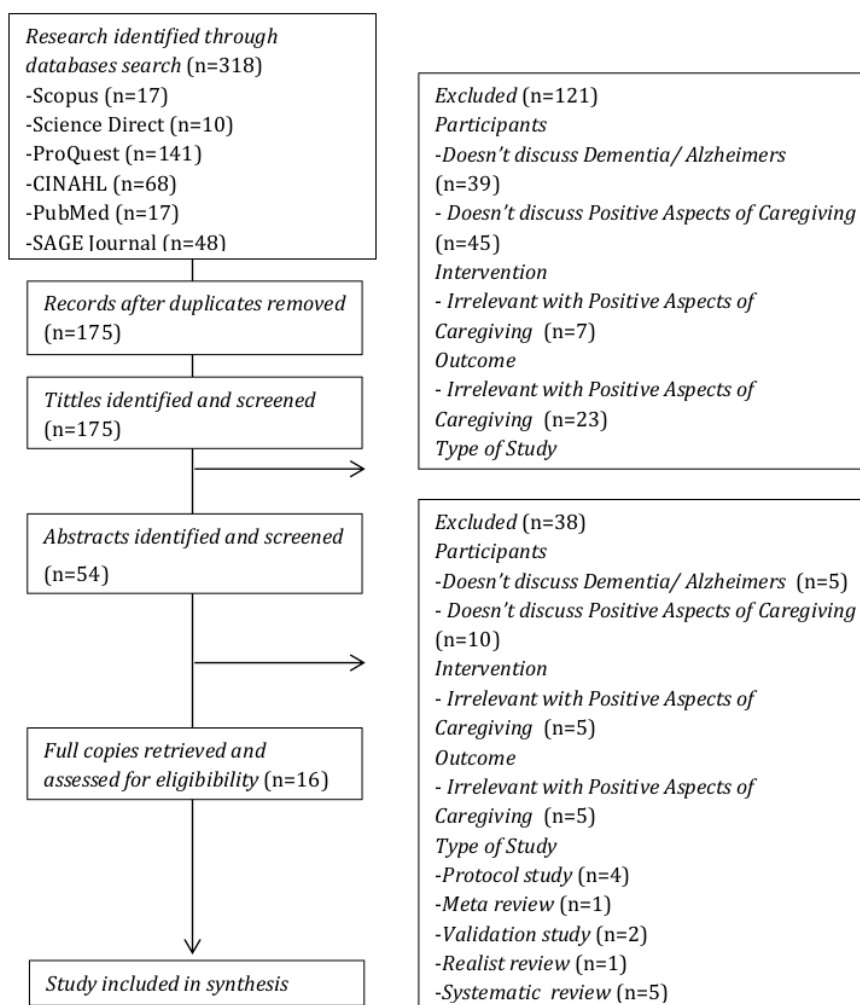 Research identified through
databases search (n=318)
-Scopus (n=17)
-Science Direct (n=10)
-ProQuest (n=141)
-CINAHL (n=68)
-PubMed (n=17)
-SAGE Journal (n=48)
Records after duplicates removed
(n=175)
Tittles identified and screened
(n=175)
Abstracts identified and screened
(n=54)
Full copies retrieved and
assessed for eligibibility (n=16)
Study included in synthesis
Excluded (n=121)
Participants
-Doesn't discuss Dementia/ Alzheimers
(n=39)
- Doesn't discuss Positive Aspects of Caregiving
(n=45)
Intervention
- Irrelevant with Positive Aspects of
Caregiving (n=7)
Outcome
- Irrelevant with Positive Aspects of
Caregiving (n=23)
Type of Study
Excluded (n=38)
Participants
-Doesn't discuss Dementia/ Alzheimers (n=5)
- Doesn't discuss Positive Aspects of Caregiving
(n=10)
Intervention
- Irrelevant with Positive Aspects of
Caregiving (n=5)
Outcome
- Irrelevant with Positive Aspects of
Caregiving (n=5)
Type of Study
-Protocol study (n=4)
-Meta review (n=1)
-Validation study (n=2)
-Realist review (n=1)
-Systematic review (n=5)